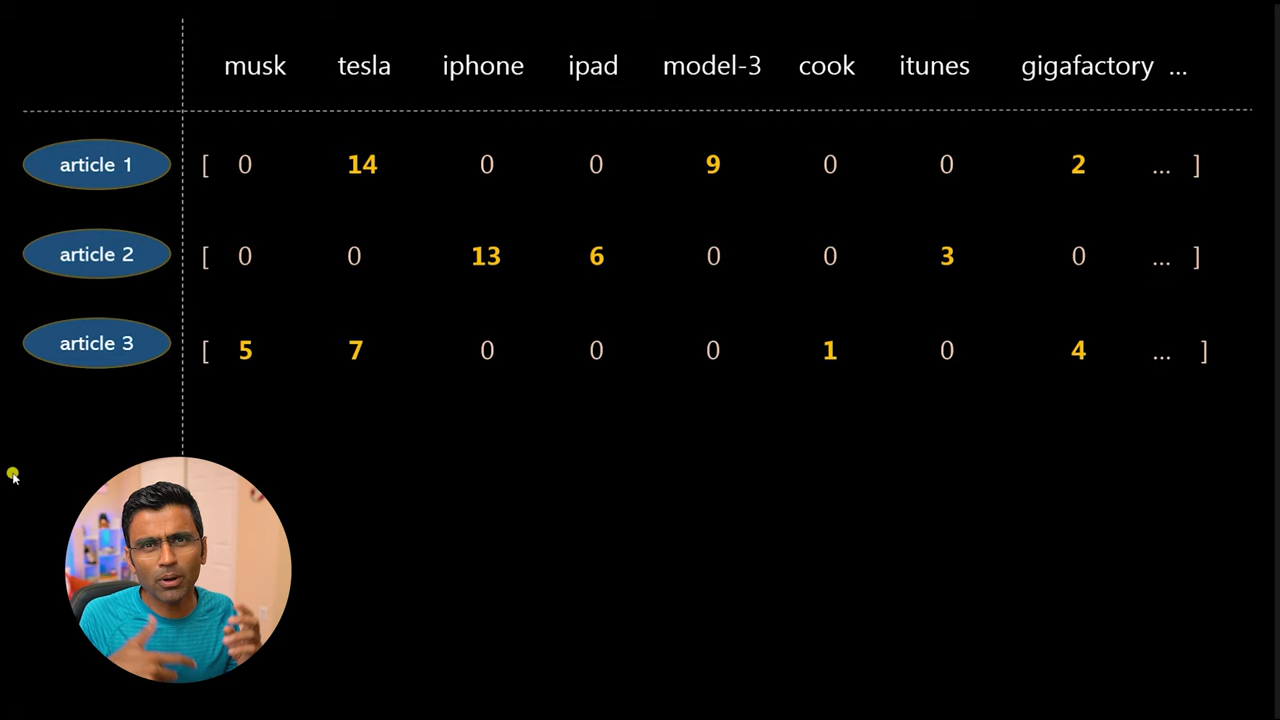 musk tesla iphone ipad model-3 cook itunes gigafactory ...
article 1 [ 0 14 0 0 9 0 0 2 ... ]
article 2 [ 0 0 13 6 0 0 3 0 ... ]
article 3 [ 5 7 0 0 0 1 0 4 ... ]